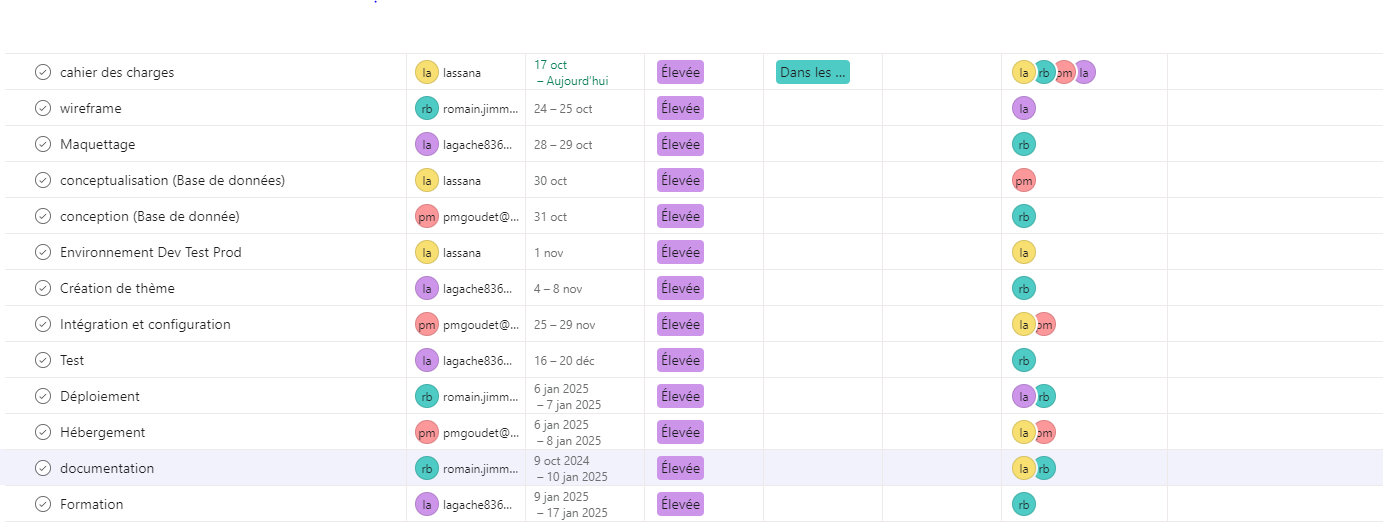 cahier des charges la lassana 17 oct – Aujourd'hui Élevée Dans les ... la rb pm la
wireframe rb romain.jimm... 24 – 25 oct Élevée la
Maquettage la lagache836... 28 – 29 oct Élevée rb
conceptualisation (Base de données) la lassana 30 oct Élevée pm
conception (Base de donnée) pm pmgoudet@... 31 oct Élevée rb
Environnement Dev Test Prod la lassana 1 nov Élevée la
Création de thème la lagache836... 4 – 8 nov Élevée rb
Intégration et configuration pm pmgoudet@... 25 – 29 nov Élevée la pm
Test la lagache836... 16 – 20 déc Élevée rb
Déploiement rb romain.jimm... 6 jan 2025 – 7 jan 2025 Élevée la rb
Hébergement pm pmgoudet@... 6 jan 2025 – 8 jan 2025 Élevée la pm
documentation rb romain.jimm... 9 oct 2024 – 10 jan 2025 Élevée la rb
Formation la lagache836... 9 jan 2025 – 17 jan 2025 Élevée rb